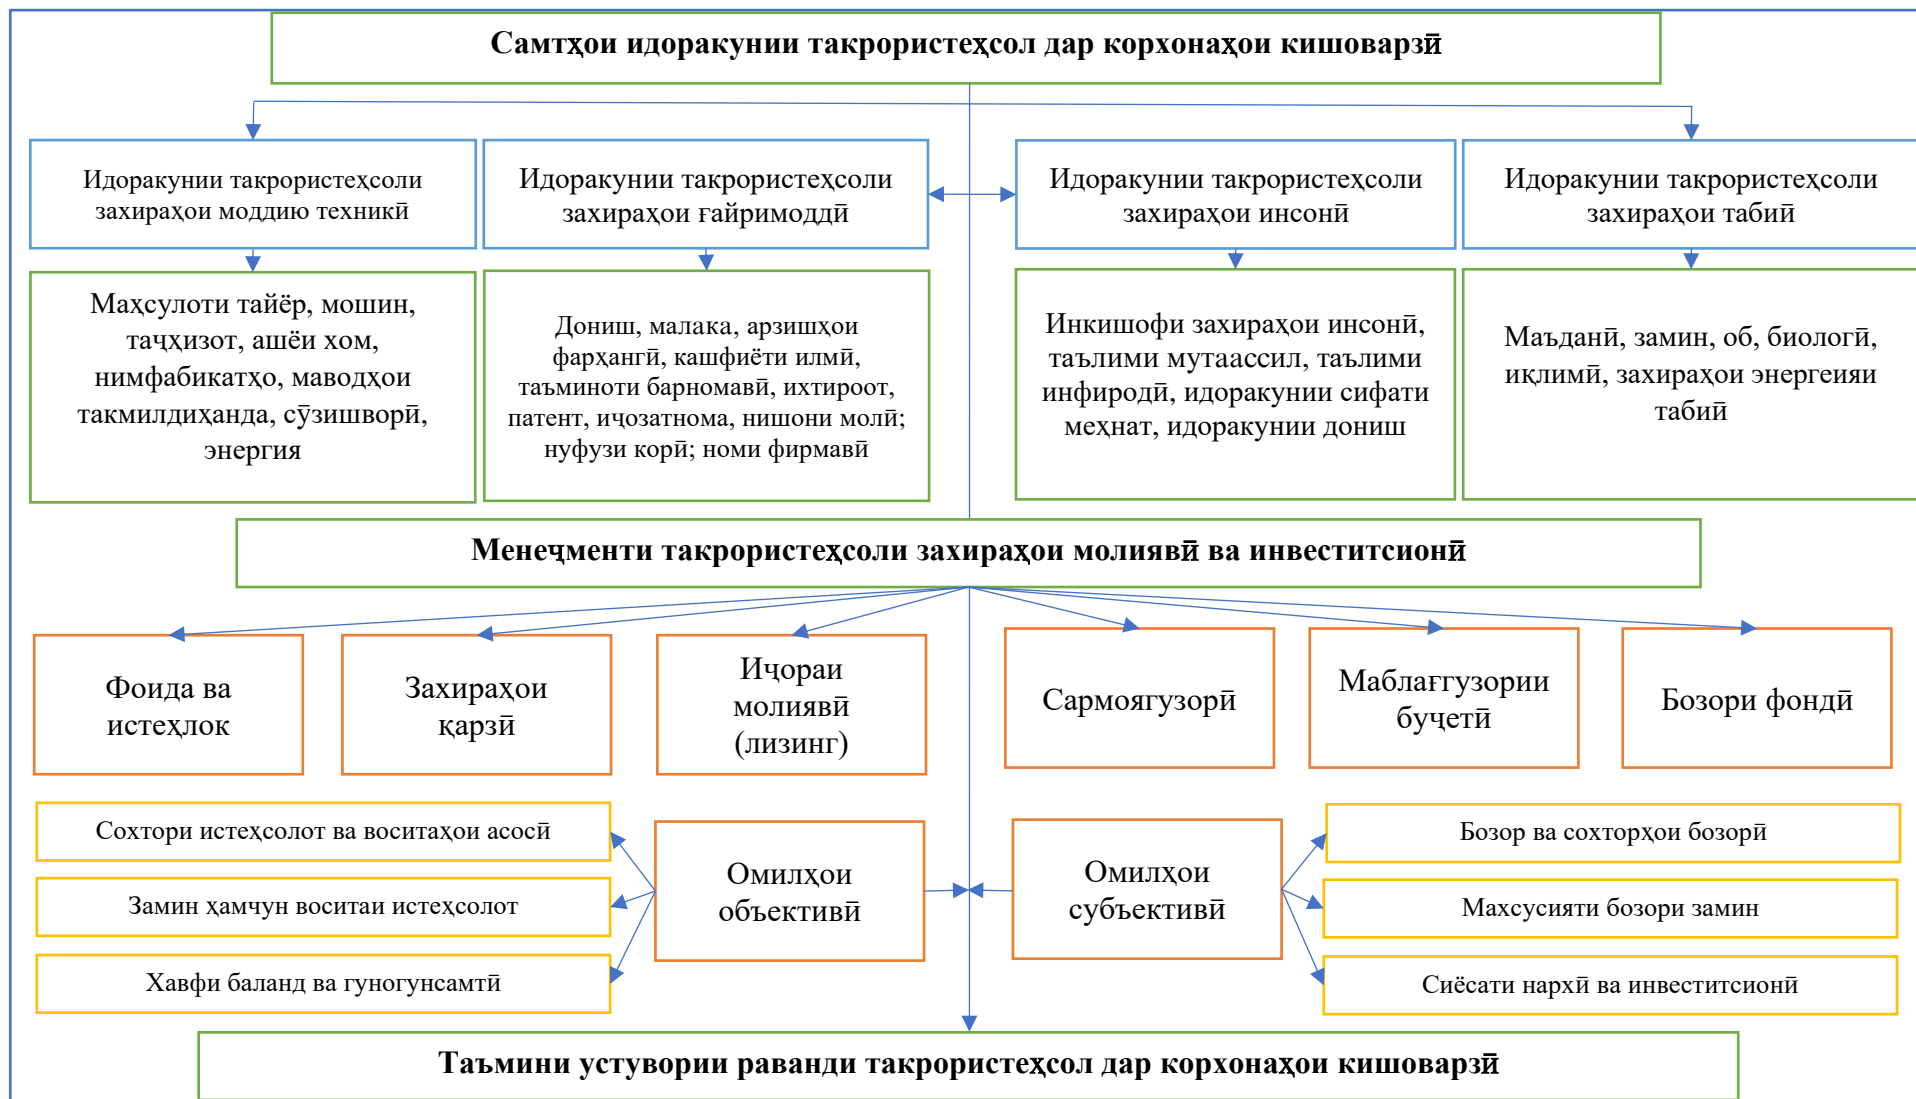 Самтҳои идоракунии такрористеҳсол дар корхонаҳои кишоварзӣ
Идоракунии такрористеҳсоли
захираҳои моддию техникӣ
Идоракунии такрористеҳсоли
захираҳои ғайримоддӣ
Идоракунии такрористеҳсоли
захираҳои инсонӣ
Идоракунии такрористеҳсоли
захираҳои табиӣ
Маҳсулоти тайёр, мошин,
таҷҳизот, ашёи хом,
нимфабикатҳо, маводҳои
такмилдиҳанда, сӯзишворӣ,
энергия
Дониш, малака, арзишҳои
фарҳангӣ, кашфиёти илмӣ,
таъминоти барномавӣ, ихтироот,
патент, иҷозатнома, нишони молӣ;
нуфузи корӣ; номи фирмавӣ
Инкишофи захираҳои инсонӣ,
таълими мутаассил, таълими
инфиродӣ, идоракунии сифати
меҳнат, идоракунии дониш
Маъданӣ, замин, об, биологӣ,
иқлимӣ, захираҳои энергеияи
табиӣ
Менеҷменти такрористеҳсоли захираҳои молиявӣ ва инвеститсионӣ
Фоида ва
истеҳлок
Захираҳои
қарзӣ
Иҷораи
молиявӣ
(лизинг)
Сармоягузорӣ
Маблағгузории
буҷетӣ
Бозори фондӣ
Сохтори истеҳсолот ва воситаҳои асосӣ
Замин ҳамчун воситаи истеҳсолот
Хавфи баланд ва гуногунсамтӣ
Омилҳои
объективӣ
Омилҳои
субъективӣ
Бозор ва сохторҳои бозорӣ
Махсусияти бозори замин
Сиёсати нархӣ ва инвеститсионӣ
Таъмини устувории раванди такрористеҳсол дар корхонаҳои кишоварзӣ